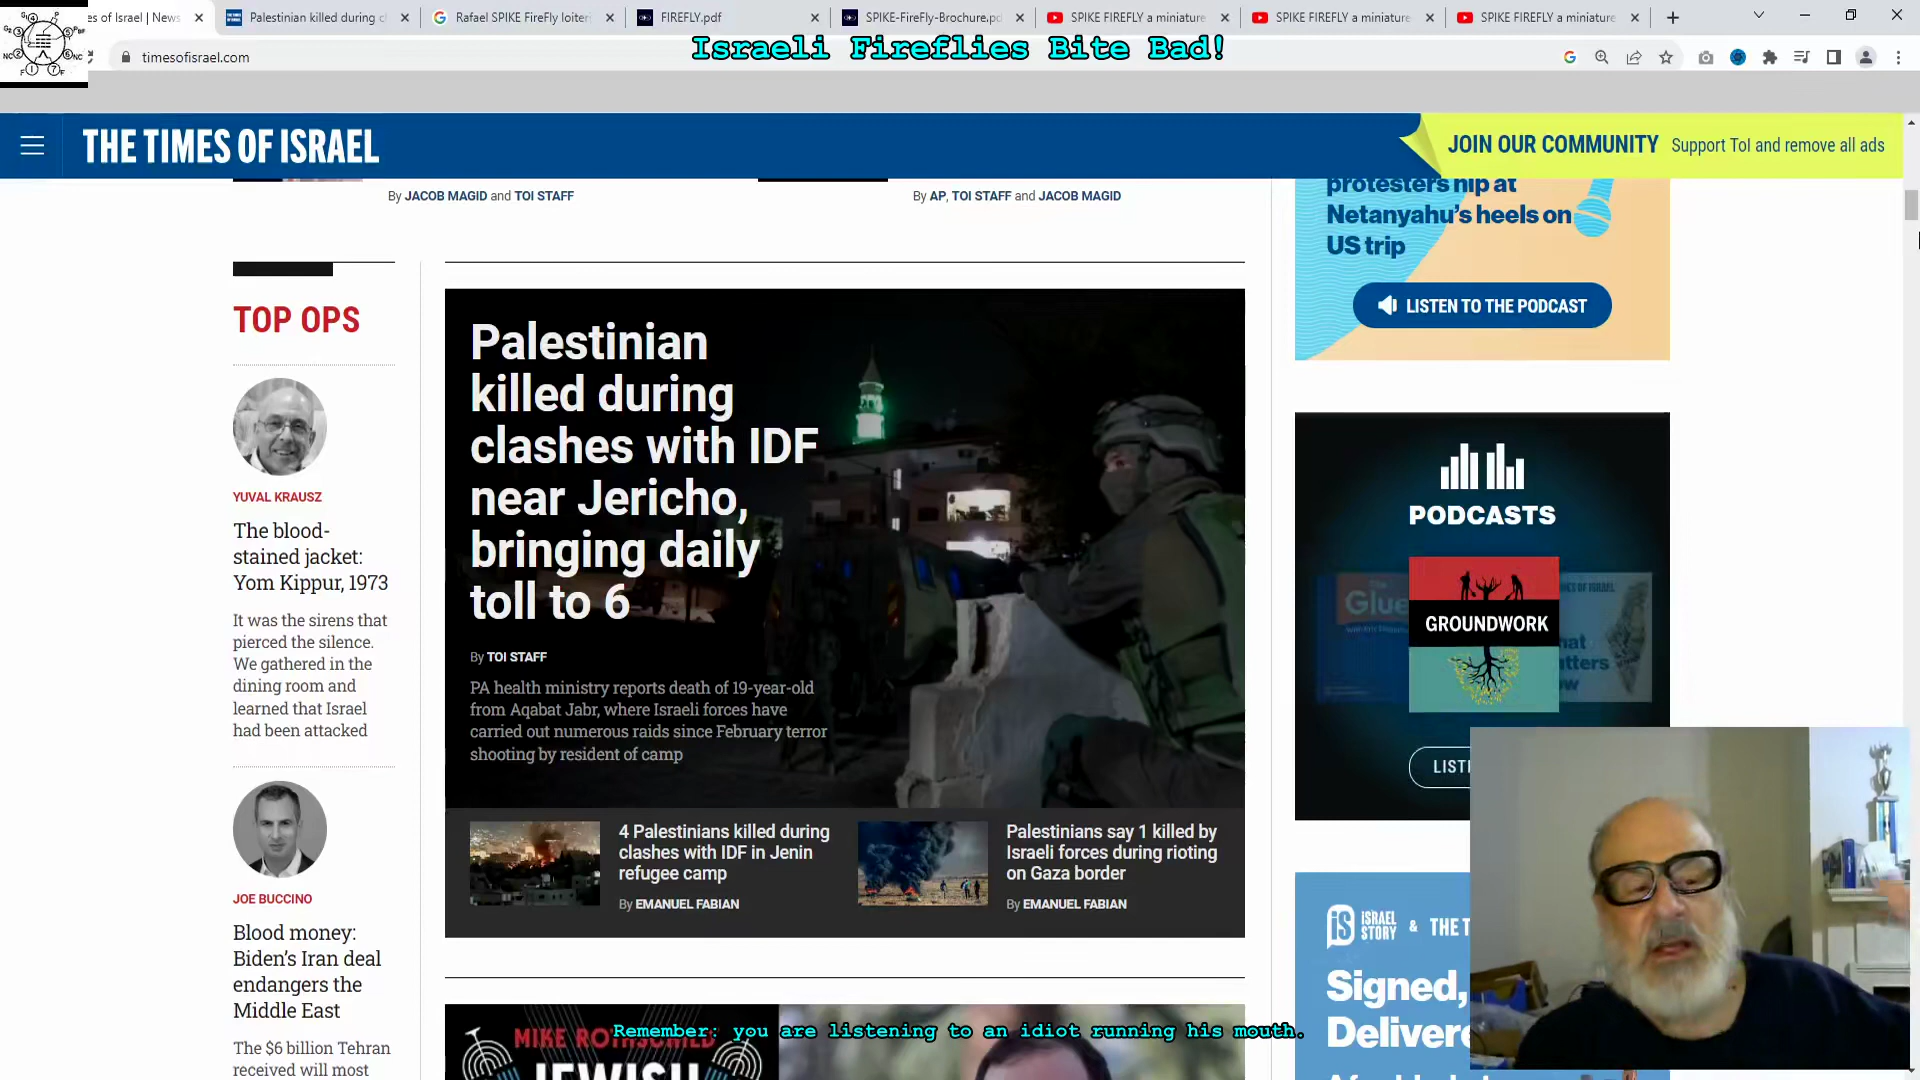 es of Israel | News
Palestinian killed during c
Rafael SPIKE FireFly loiter
FIREFLY.pdf
SPIKE-FireFly-Brochure.pd
SPIKE FIREFLY a miniature
SPIKE FIREFLY a miniature
SPIKE FIREFLY a miniature
timesofisrael.com
Israeli Fireflies Bite Bad!
THE TIMES OF ISRAEL
JOIN OUR COMMUNITY Support ToI and remove all ads
By JACOB MAGID and TOI STAFF
By AP, TOI STAFF and JACOB MAGID
protesters nip at
Netanyahu's heels on
US trip
LISTEN TO THE PODCAST
TOP OPS
YUVAL KRAUSZ
The blood-
stained jacket:
Yom Kippur, 1973
It was the sirens that
pierced the silence.
We gathered in the
dining room and
learned that Israel
had been attacked
JOE BUCCINO
Blood money:
Biden's Iran deal
endangers the
Middle East
The $6 billion Tehran
received will most
Palestinian
killed during
clashes with IDF
near Jericho,
bringing daily
toll to 6
By TOI STAFF
PA health ministry reports death of 19-year-old
from Aqabat Jabr, where Israeli forces have
carried out numerous raids since February terror
shooting by resident of camp
4 Palestinians killed during
clashes with IDF in Jenin
refugee camp
By EMANUEL FABIAN
Palestinians say 1 killed by
Israeli forces during rioting
on Gaza border
By EMANUEL FABIAN
MIKE ROTHSCHILD
JEWISH
PODCASTS
GROUNDWORK
LIST
ISRAEL
STORY
& THE T
Signed,
Delivere
Remember: you are listening to an idiot running his mouth.